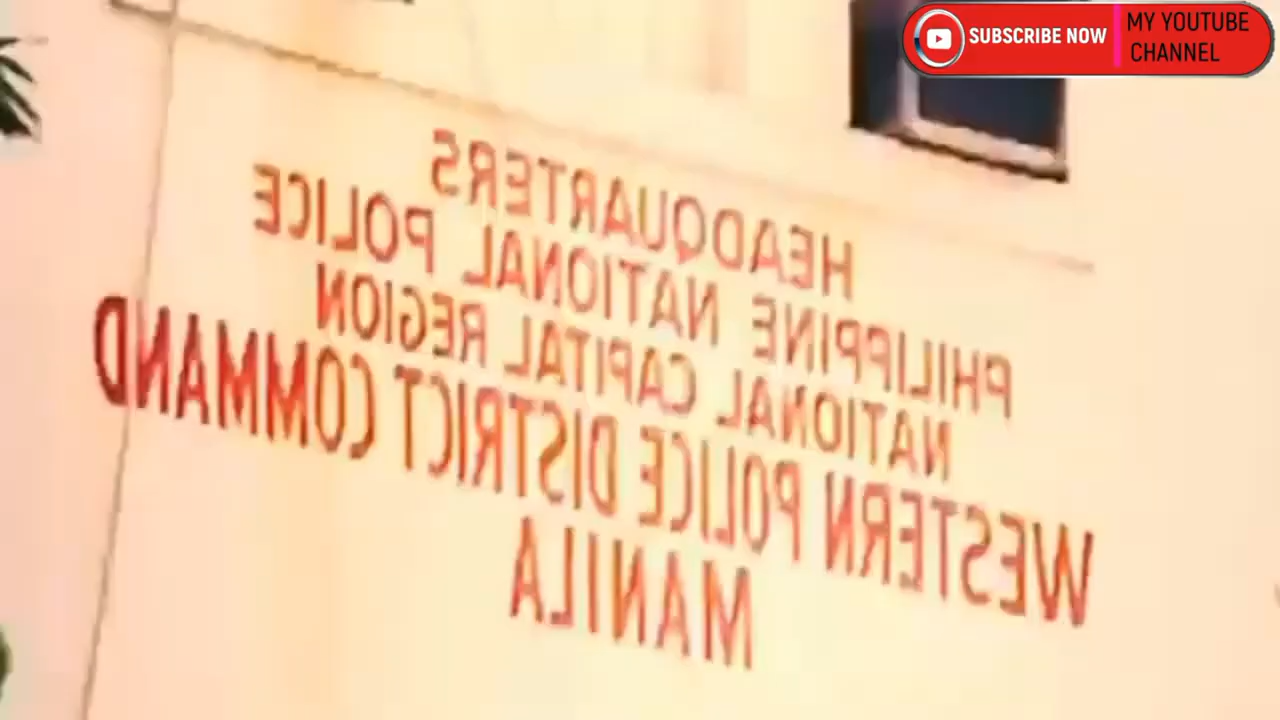 HEADQUARTERS
PHILIPPINE NATIONAL POLICE
NATIONAL CAPITAL REGION
WESTERN POLICE DISTRICT COMMAND
MANILA
SUBSCRIBE NOW
MY YOUTUBE
CHANNEL